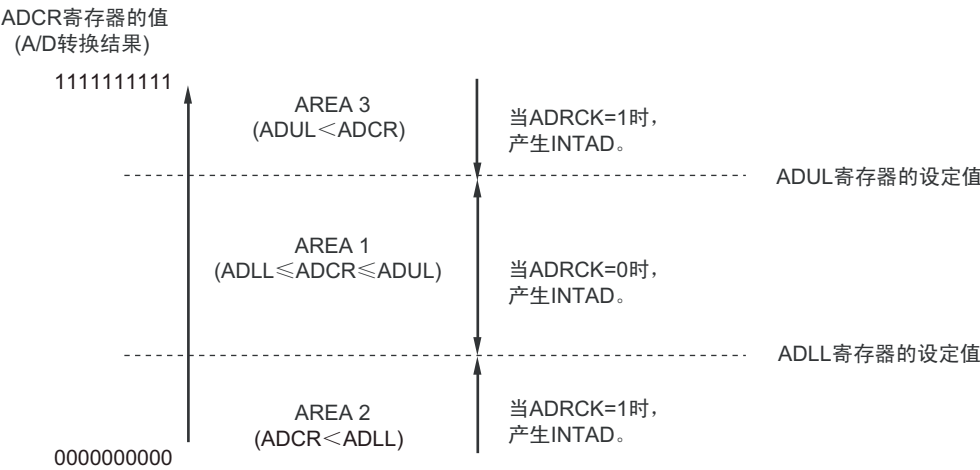 ADCR寄存器的值
(A/D转换结果)
1111111111
AREA 3
(ADUL＜ADCR)
当ADRCK=1时，
产生INTAD。
ADUL寄存器的设定值
AREA 1
(ADLL≤ADCR≤ADUL)
当ADRCK=0时，
产生INTAD。
ADLL寄存器的设定值
AREA 2
(ADCR＜ADLL)
当ADRCK=1时，
产生INTAD。
0000000000